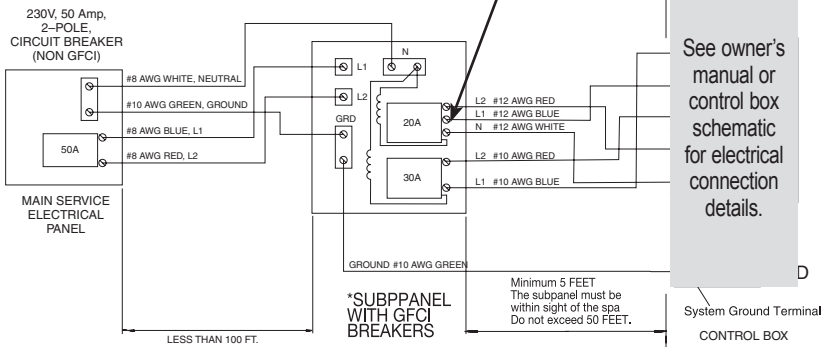 230V, 50 Amp,
2–POLE,
CIRCUIT BREAKER
(NON GFCI)
#8 AWG WHITE, NEUTRAL
#10 AWG GREEN, GROUND
#8 AWG BLUE, L1
50A
#8 AWG RED, L2
MAIN SERVICE
ELECTRICAL
PANEL
LESS THAN 100 FT.
N
L1
L2
GRD
20A
30A
L2 #12 AWG RED
L1 #12 AWG BLUE
N #12 AWG WHITE
L2 #10 AWG RED
L1 #10 AWG BLUE
GROUND #10 AWG GREEN
*SUBPPANEL
WITH GFCI
BREAKERS
Minimum 5 FEET
The subpanel must be
within sight of the spa
Do not exceed 50 FEET.
See owner's
manual or
control box
schematic
for electrical
connection
details.
D
System Ground Terminal
CONTROL BOX